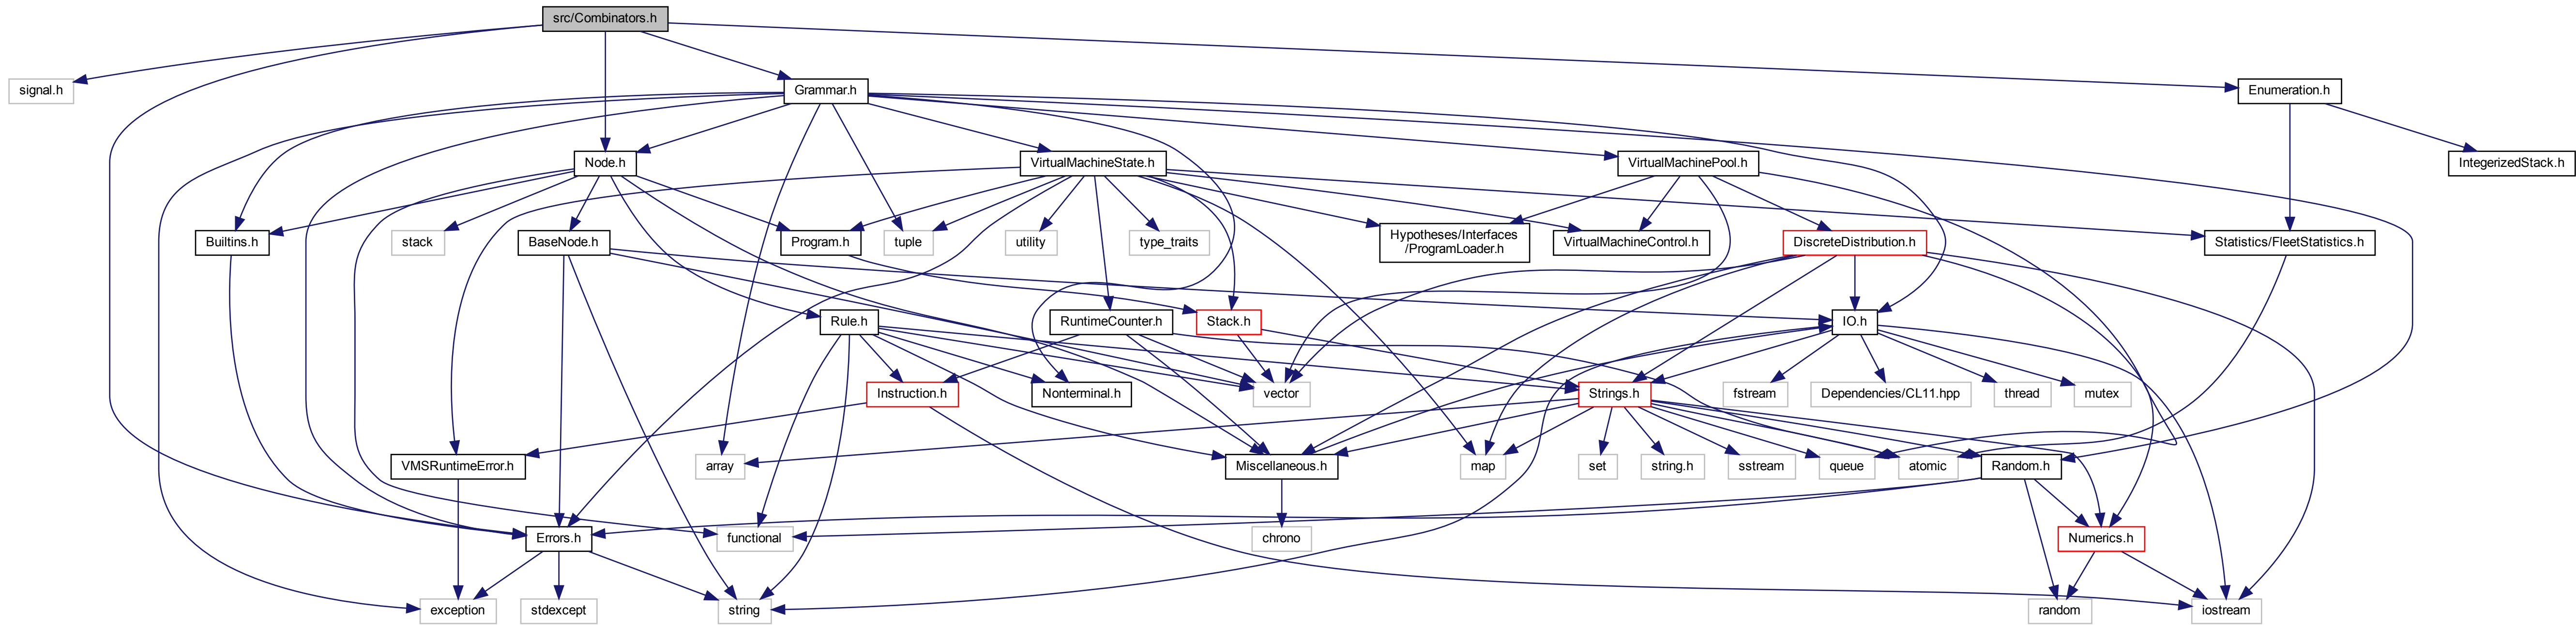 src/Combinators.h
signal.h
Grammar.h
Enumeration.h
Node.h
VirtualMachineState.h
VirtualMachinePool.h
IntegerizedStack.h
Builtins.h
stack
BaseNode.h
Program.h
tuple
utility
type_traits
Hypotheses/Interfaces
/ProgramLoader.h
VirtualMachineControl.h
DiscreteDistribution.h
Statistics/FleetStatistics.h
Rule.h
RuntimeCounter.h
Stack.h
IO.h
Instruction.h
Nonterminal.h
vector
Strings.h
fstream
Dependencies/CL11.hpp
thread
mutex
VMSRuntimeError.h
array
Miscellaneous.h
map
set
string.h
sstream
queue
atomic
Random.h
Errors.h
functional
chrono
Numerics.h
exception
stdexcept
string
random
iostream